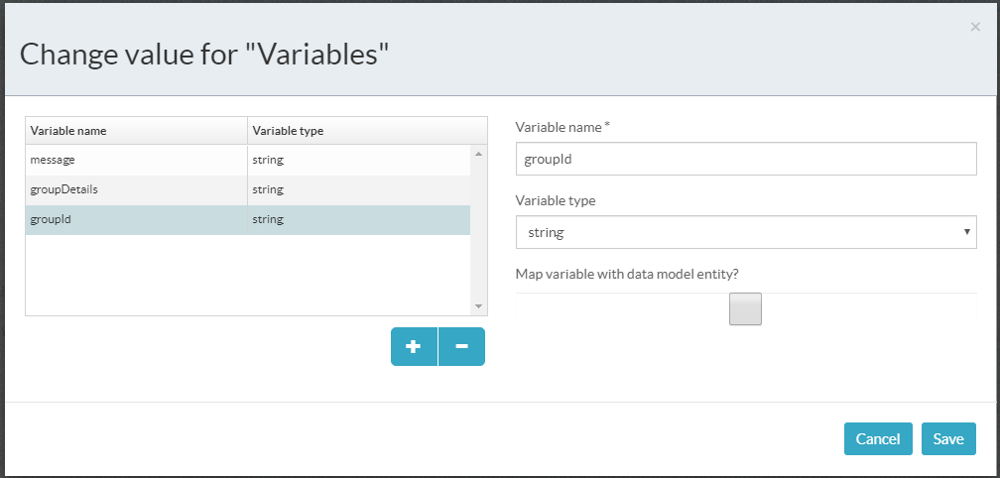 ×
Change value for "Variables"
Variable name Variable type
message string
groupDetails string
groupId string
Variable name *
groupId
Variable type
string
Map variable with data model entity?
Cancel Save